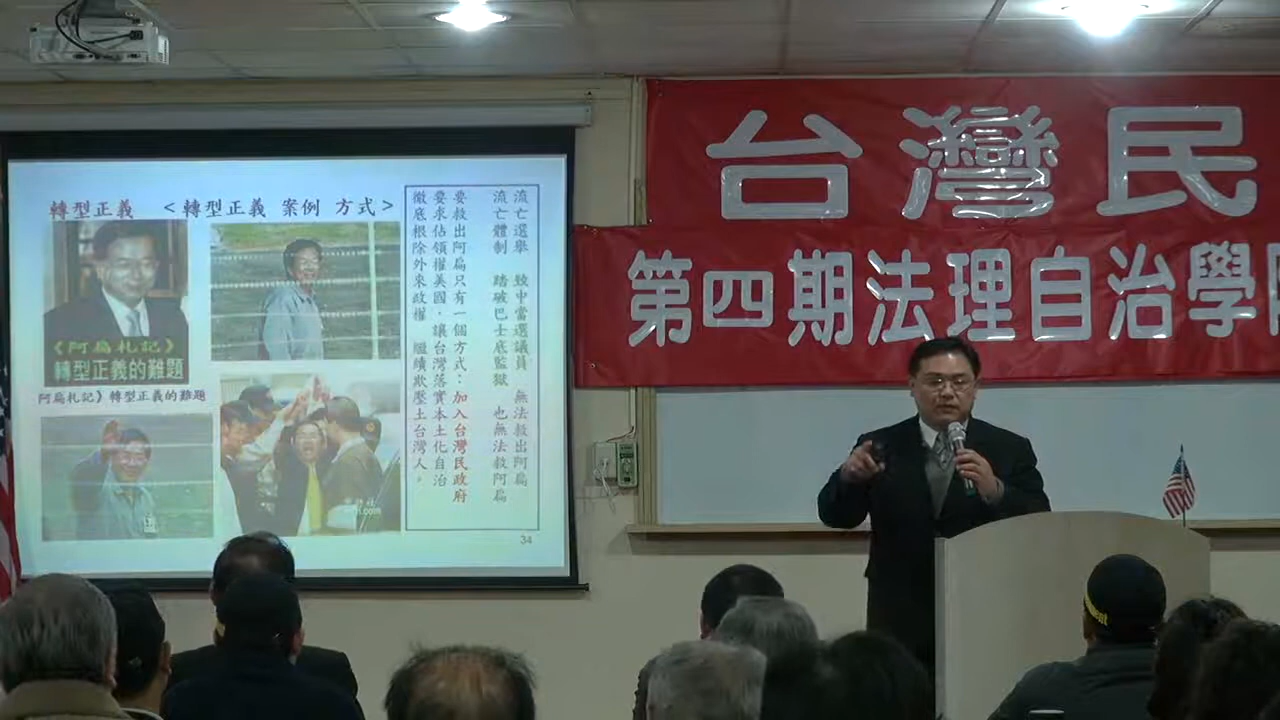 台灣民
第四期法理自治學院
轉型正義 <轉型正義 案例 方式>
《阿扁札記》
轉型正義的難題
阿扁札記》轉型正義的難題
流亡選舉 致中當選議員 無法救出阿扁
流亡體制 踏破巴士底監獄 也無法救阿扁
要救出阿扁只有一個方式:加入台灣民政府
要求佔領權美國,讓台灣落實本土化自治
徹底根除外來政權 繼續欺壓土台灣人。
34